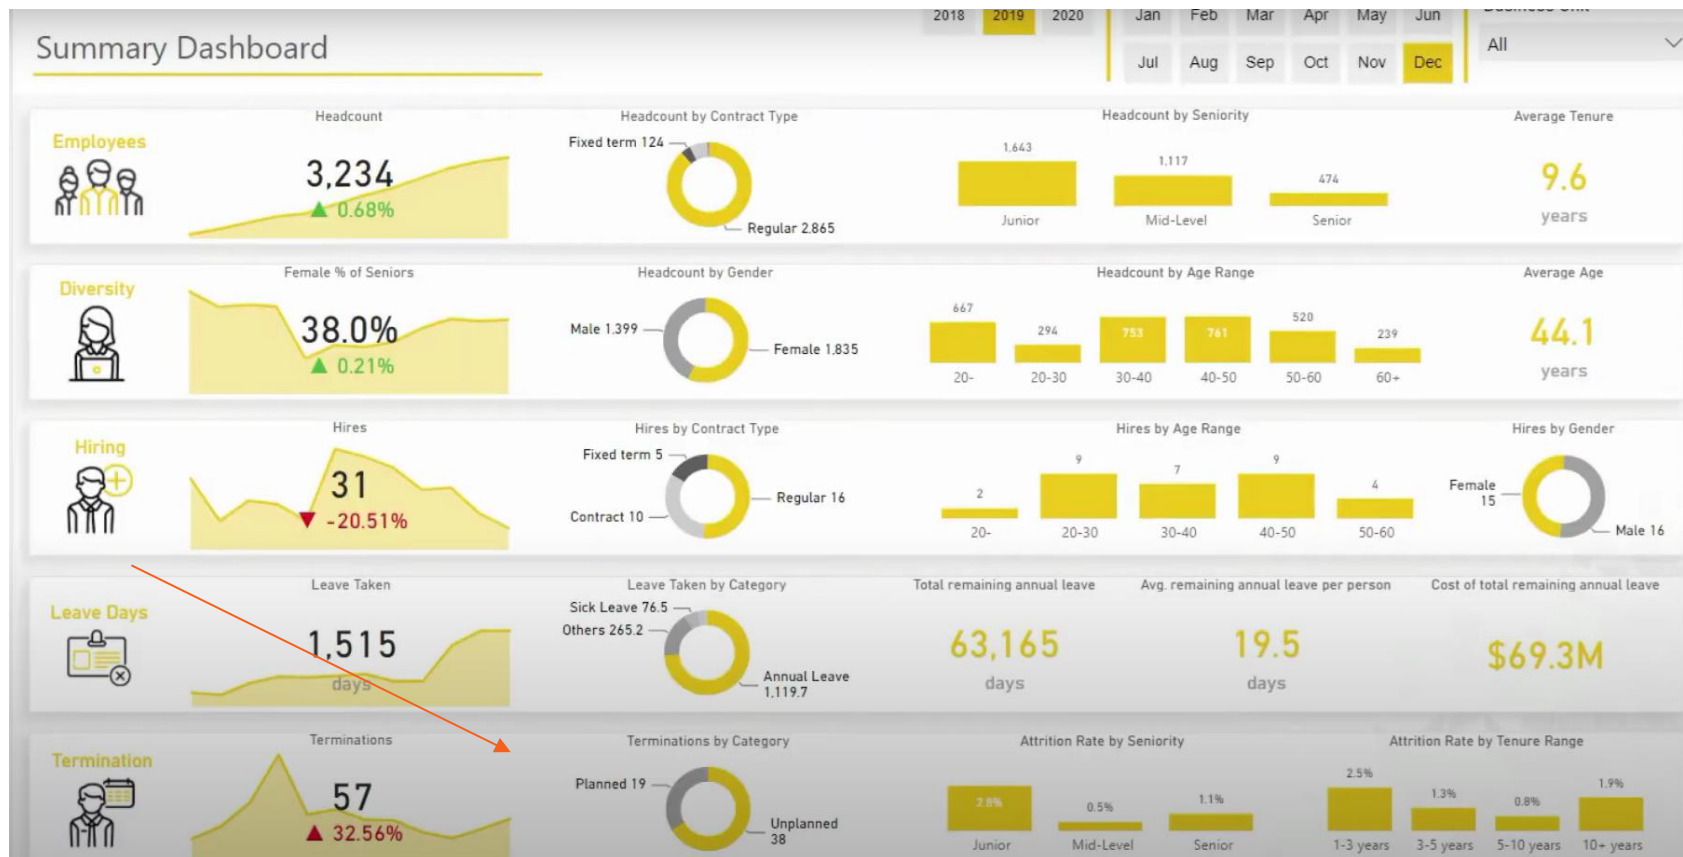 2018 2019 2020
Jan Feb Mar Apr May Jun
Summary Dashboard
All
Jul Aug Sep Oct Nov Dec
Employees
Headcount
3,234
0.68%
Headcount by Contract Type
Fixed term 124
Regular 2,865
Headcount by Seniority
1,643
1,117
474
Junior Mid-Level Senior
Average Tenure
9.6
years
Diversity
Female % of Seniors
38.0%
0.21%
Headcount by Gender
Male 1,399
Female 1,835
Headcount by Age Range
667 294 753 761 520 239
20- 20-30 30-40 40-50 50-60 60+
Average Age
44.1
years
Hiring
Hires
31
-20.51%
Hires by Contract Type
Fixed term 5
Regular 16
Contract 10
Hires by Age Range
2 9 7 9 4
20- 20-30 30-40 40-50 50-60
Hires by Gender
Female
15
Male 16
Leave Days
Leave Taken
1,515
days
Leave Taken by Category
Sick Leave 76.5
Others 265.2
Annual Leave
1,119.7
Total remaining annual leave
63,165
days
Avg. remaining annual leave per person
19.5
days
Cost of total remaining annual leave
$69.3M
Termination
Terminations
57
32.56%
Terminations by Category
Planned 19
Unplanned
38
Attrition Rate by Seniority
2.8% 0.5% 1.1%
Junior Mid-Level Senior
Attrition Rate by Tenure Range
2.5% 1.3% 0.8% 1.9%
1-3 years 3-5 years 5-10 years 10+ years